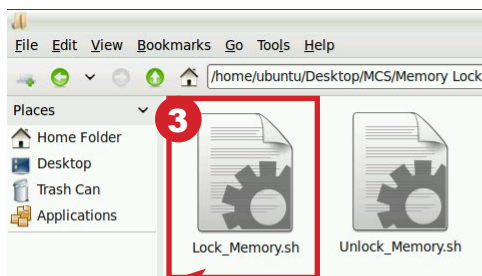 File Edit View Bookmarks Go Tools Help
/home/ubuntu/Desktop/MCS/Memory Lock
Places
Home Folder
Desktop
Trash Can
Applications
3
Lock_Memory.sh
Unlock_Memory.sh